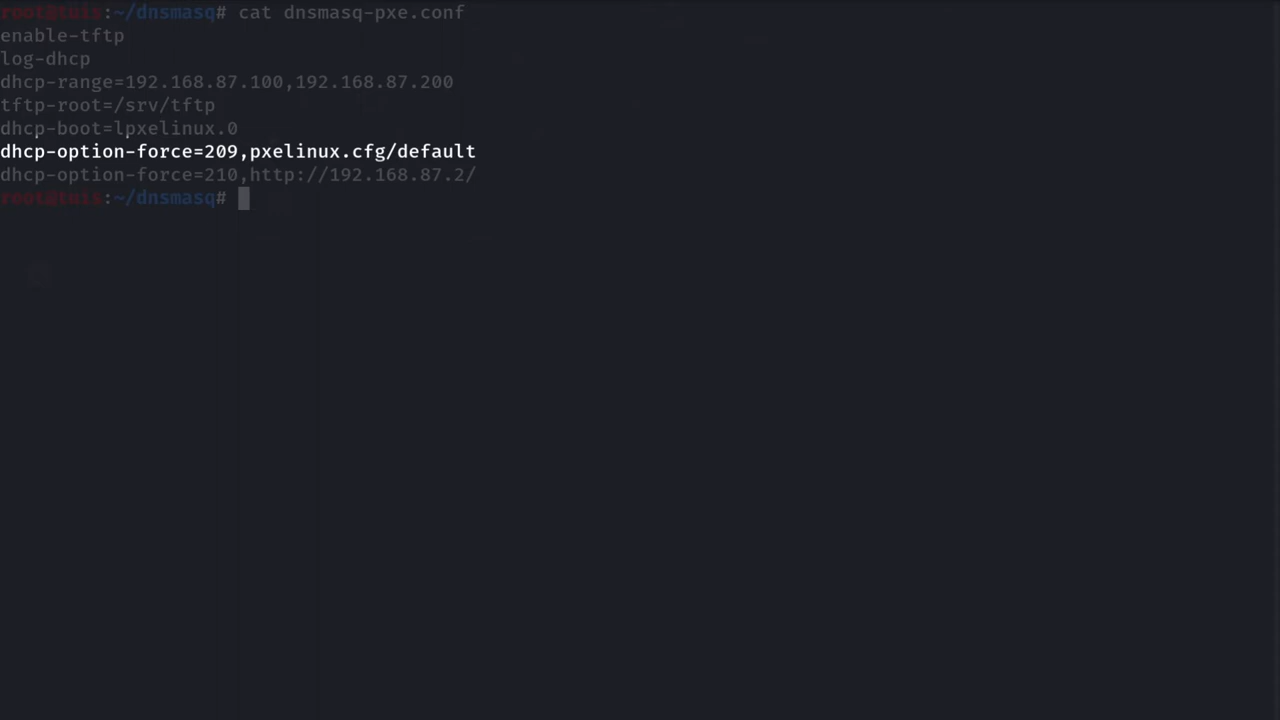 root@tuis:~/dnsmasq# cat dnsmasq-pxe.conf
enable-tftp
log-dhcp
dhcp-range=192.168.87.100,192.168.87.200
tftp-root=/srv/tftp
dhcp-boot=lpxelinux.0
dhcp-option-force=209,pxelinux.cfg/default
dhcp-option-force=210,http://192.168.87.2/
root@tuis:~/dnsmasq#